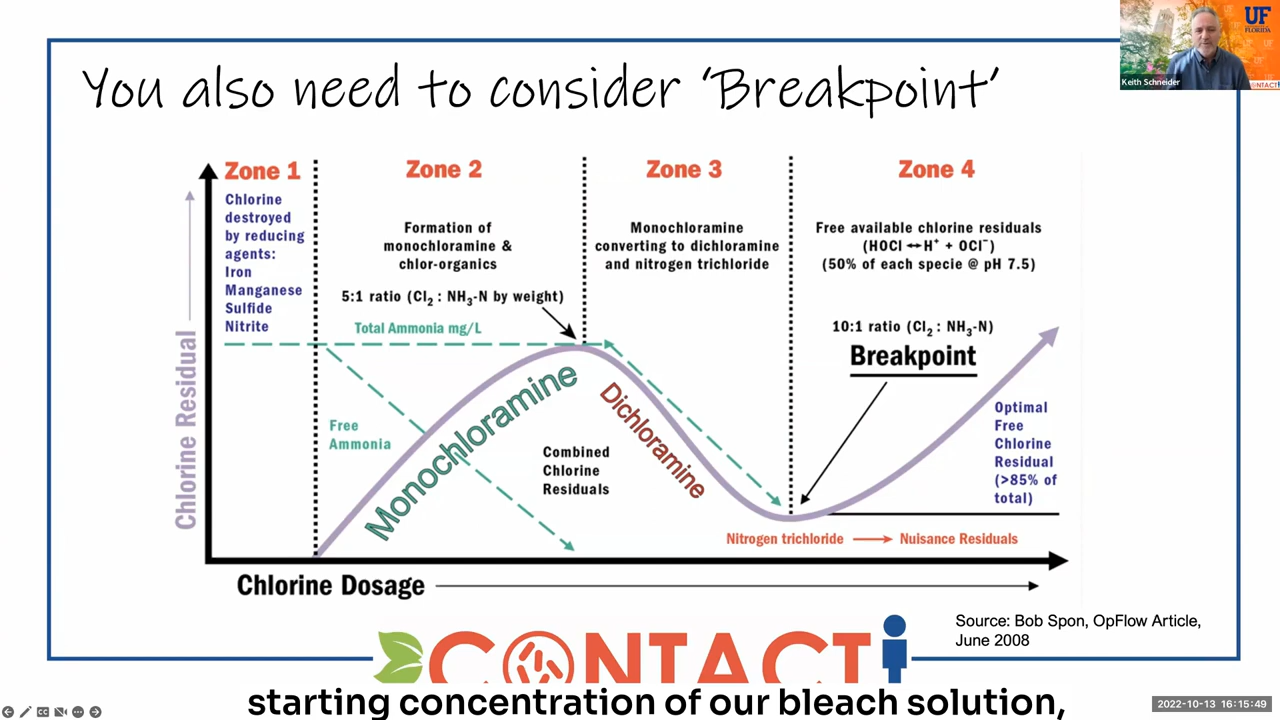 You also need to consider 'Breakpoint'
UF
FLORIDA
Keith Schneider
Zone 1
Zone 2
Zone 3
Zone 4
Chlorine
destroyed
by reducing
agents:
Iron
Manganese
Sulfide
Nitrite
Formation of
monochloramine &
chlor-organics
5:1 ratio (Cl₂ : NH₃-N by weight)
Monochloramine
converting to dichloramine
and nitrogen trichloride
Free available chlorine residuals
(HOCl ↔ H⁺ + OCl⁻)
(50% of each specie @ pH 7.5)
10:1 ratio (Cl₂ : NH₃-N)
Breakpoint
Total Ammonia mg/L
Free
Ammonia
Monochloramine
Dichloramine
Combined
Chlorine
Residuals
Optimal
Free
Chlorine
Residual
(>85% of
total)
Nitrogen trichloride → Nuisance Residuals
Chlorine Residual
Chlorine Dosage
Source: Bob Spon, OpFlow Article,
June 2008
CONTACT
starting concentration of our bleach solution,
2022-10-13 16:15:49